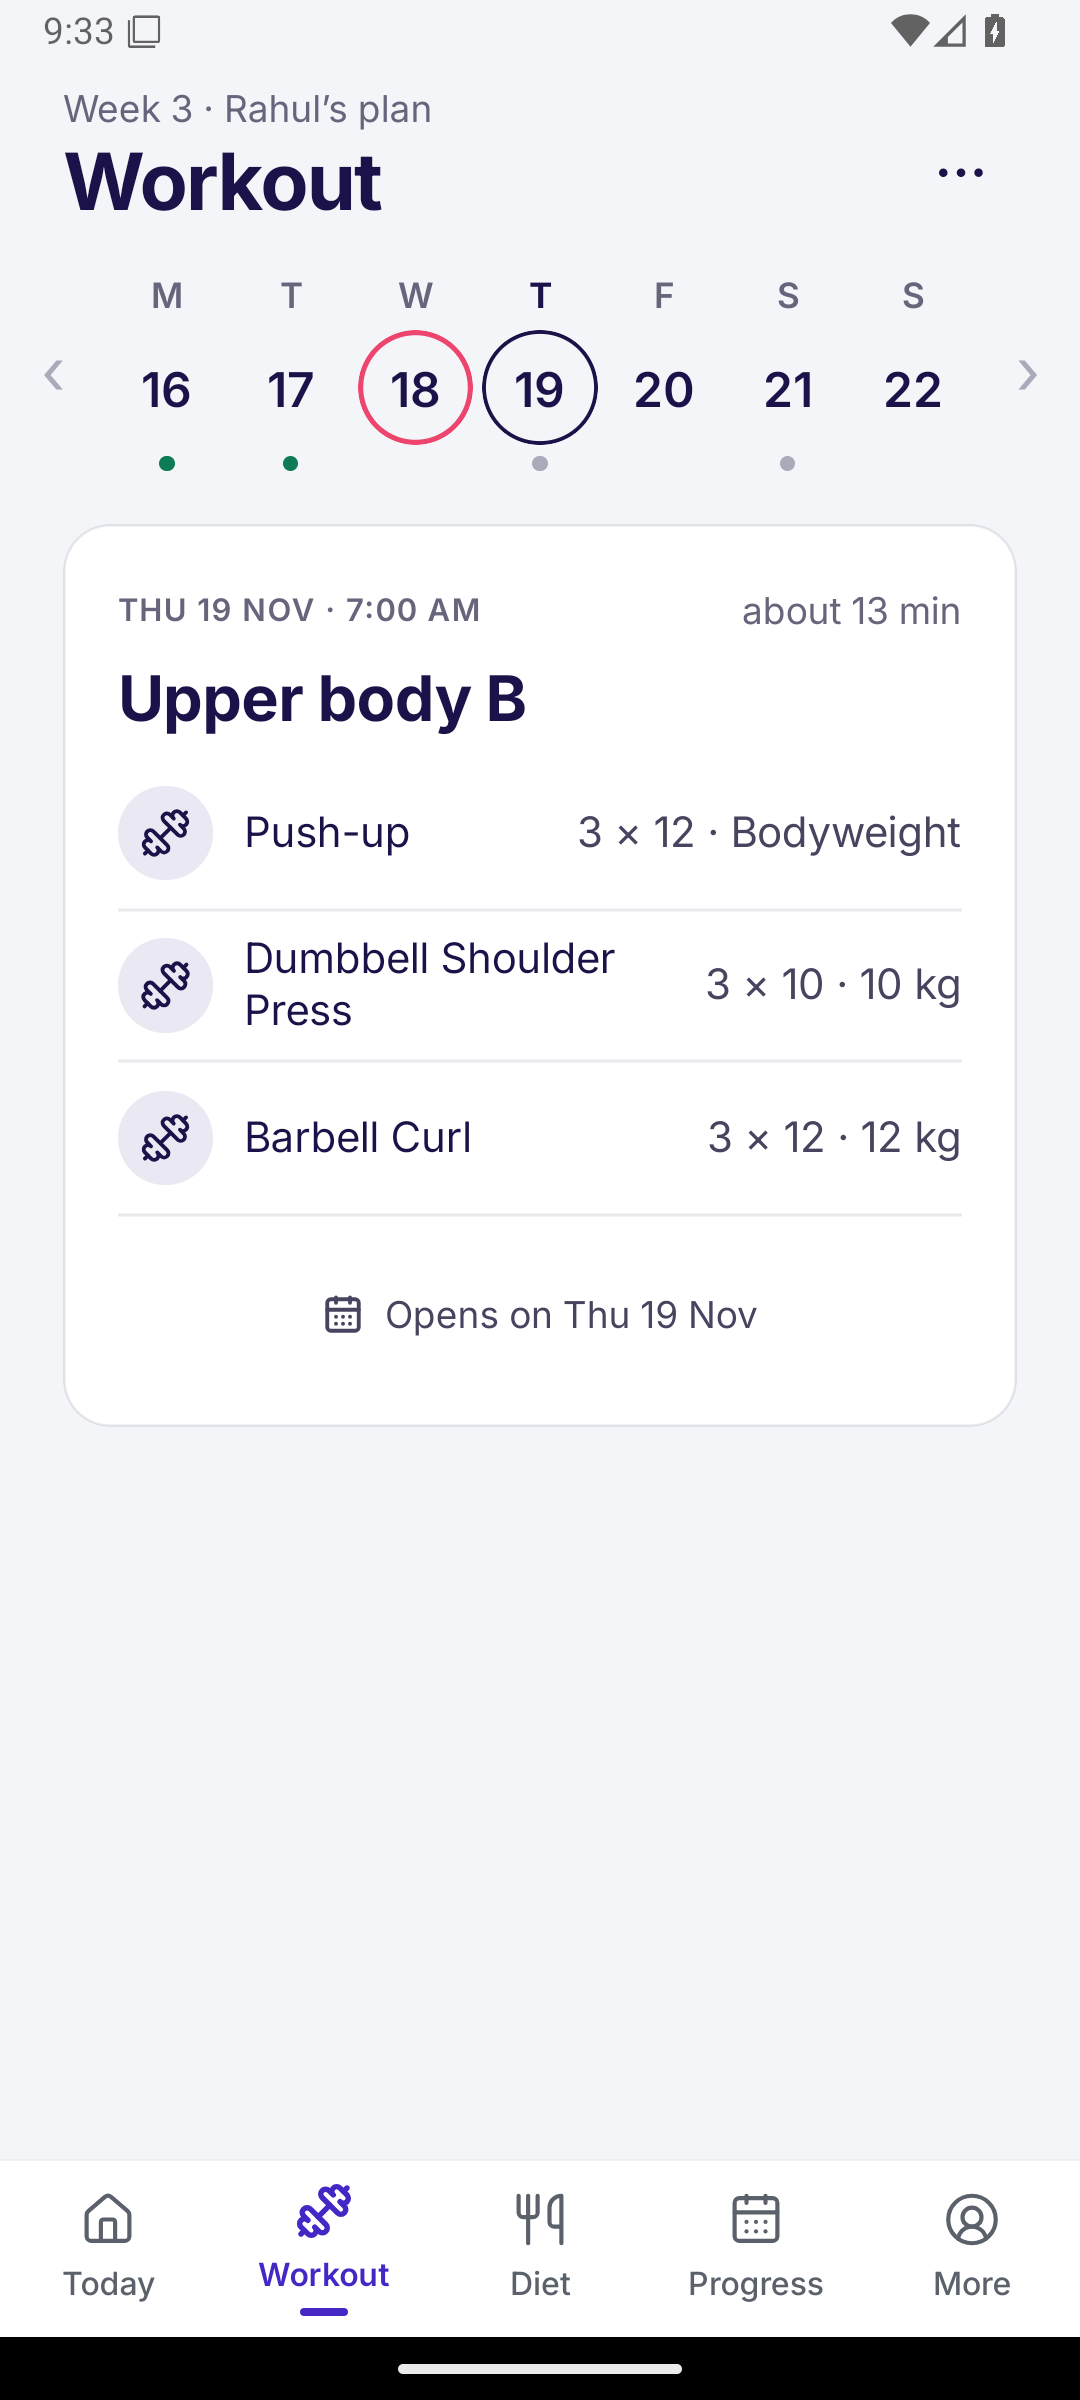 9:33
Week 3 · Rahul’s plan
Workout
M T W T F S S
16 17 18 19 20 21 22
THU 19 NOV · 7:00 AM about 13 min
Upper body B
Push-up 3 × 12 · Bodyweight
Dumbbell Shoulder
Press 3 × 10 · 10 kg
Barbell Curl 3 × 12 · 12 kg
Opens on Thu 19 Nov
Today Workout Diet Progress More